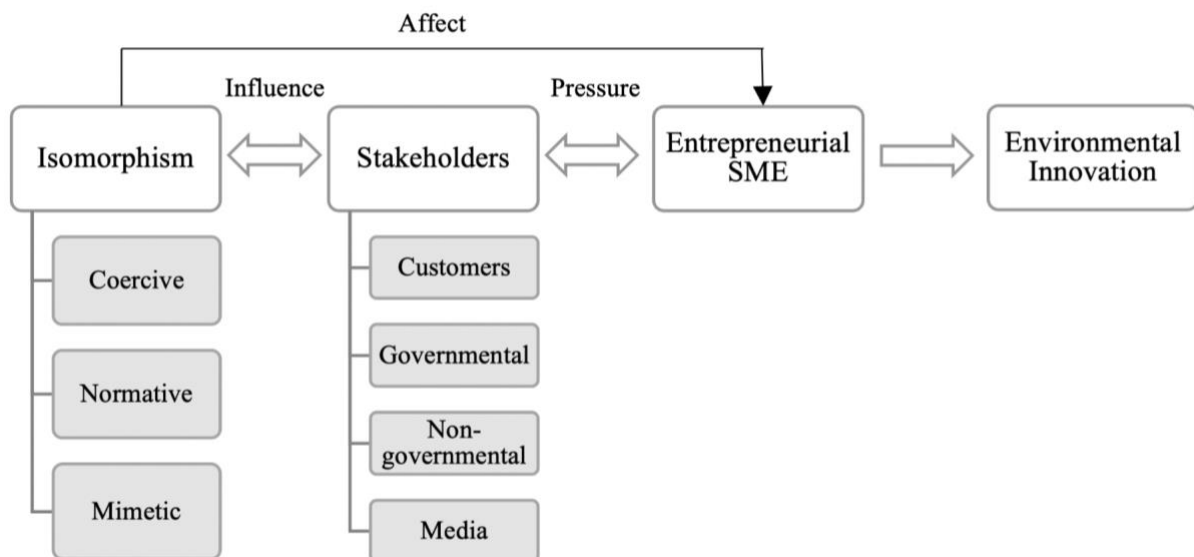 Affect
Influence
Pressure
Isomorphism
Stakeholders
Entrepreneurial
SME
Environmental
Innovation
Coercive
Normative
Mimetic
Customers
Governmental
Non-
governmental
Media